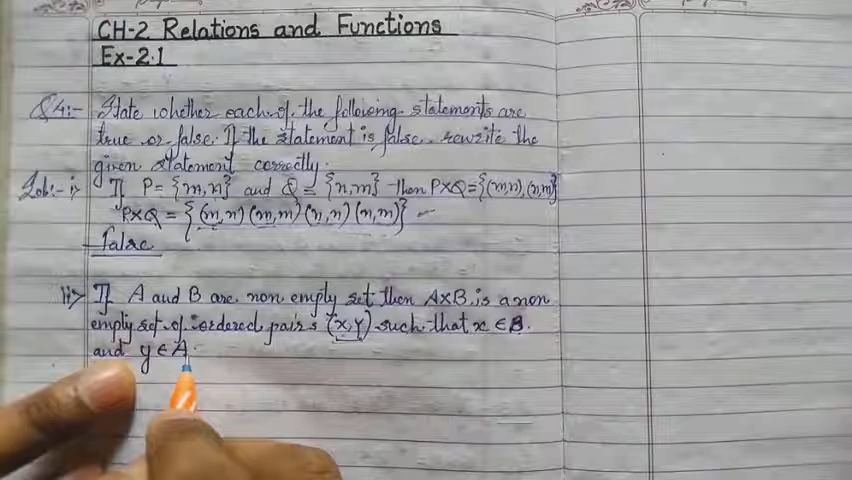 CH-2 Relations and Functions
Ex-2.1
Q4:- State whether each of the following statements are
true or false. If the statement is false, rewrite the
given statement correctly.
Sol:- i) If P = {m,n} and Q = {n,m} then P×Q = {(m,n),(n,m)}
P×Q = {(m,n)(m,m)(n,n)(n,m)}
False
ii) If A and B are non empty set then A×B is a non
empty set of ordered pairs (x,y) such that x ∈ B.
and y ∈ A.